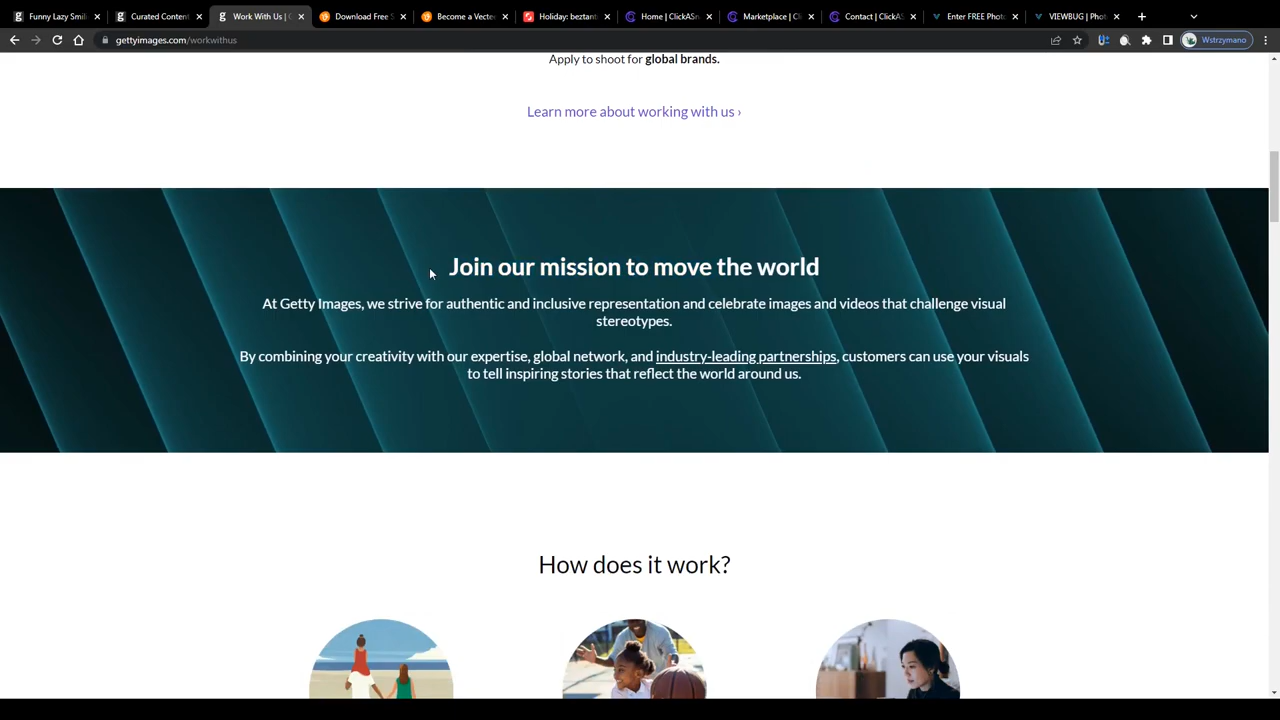 Funny Lazy Smili
Curated Content
Work With Us | G
Download Free S
Become a Vecte
Holiday: beztan
Home | ClickASn
Marketplace | Cli
Contact | ClickAS
Enter FREE Phot
VIEWBUG | Phot
gettyimages.com/workwithus
Wstrzymano
Apply to shoot for global brands.
Learn more about working with us ›
Join our mission to move the world
At Getty Images, we strive for authentic and inclusive representation and celebrate images and videos that challenge visual
stereotypes.
By combining your creativity with our expertise, global network, and industry-leading partnerships, customers can use your visuals
to tell inspiring stories that reflect the world around us.
How does it work?